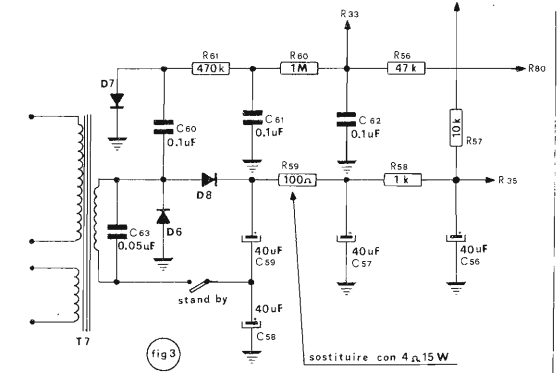 R33
R61
470k
R60
1M
R56
47k
R80
D7
C60
0.1uF
C61
0.1uF
C62
0.1uF
10k
R57
R59
100Ω
R58
1k
R35
D8
C63
0.05uF
D6
40uF
C59
40uF
C57
40uF
C56
stand by
40uF
C58
T7
fig3
sostituire con 4Ω 15W